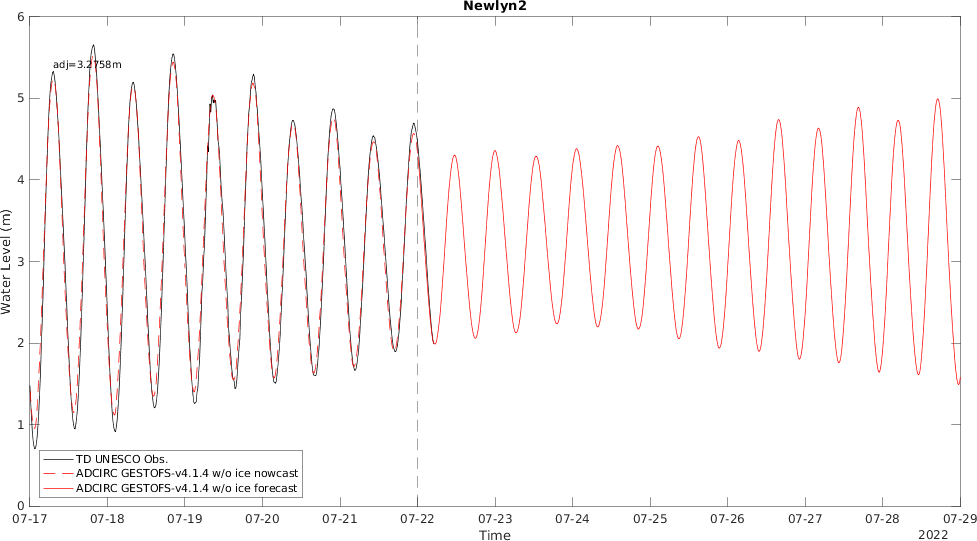 Newlyn2
adj=3.2758m
Water Level (m)
6
5
4
3
2
1
0
TD UNESCO Obs.
ADCIRC GESTOFS-v4.1.4 w/o ice nowcast
ADCIRC GESTOFS-v4.1.4 w/o ice forecast
07-17 07-18 07-19 07-20 07-21 07-22 07-23 07-24 07-25 07-26 07-27 07-28 07-29
Time
2022